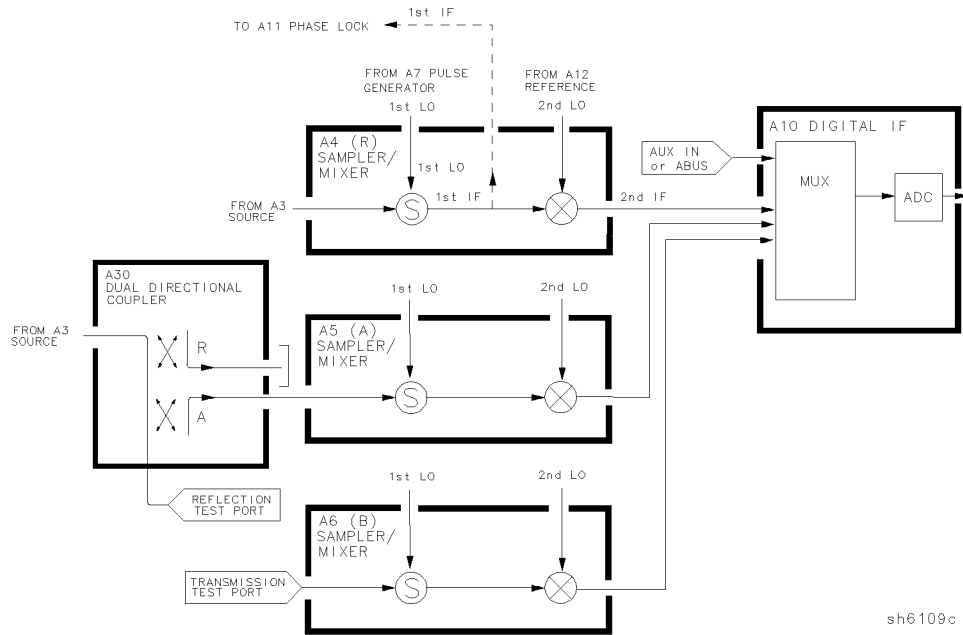 1st IF
TO A11 PHASE LOCK
FROM A7 PULSE
GENERATOR
1st LO
FROM A12
REFERENCE
2nd LO
A4 (R)
SAMPLER/
MIXER
1st LO
1st IF
S
FROM A3
SOURCE
2nd IF
AUX IN
or ABUS
A10 DIGITAL IF
MUX
ADC
A30
DUAL DIRECTIONAL
COUPLER
FROM A3
SOURCE
R
A
REFLECTION
TEST PORT
1st LO
2nd LO
A5 (A)
SAMPLER/
MIXER
S
1st LO
2nd LO
A6 (B)
SAMPLER/
MIXER
S
TRANSMISSION
TEST PORT
sh6109c